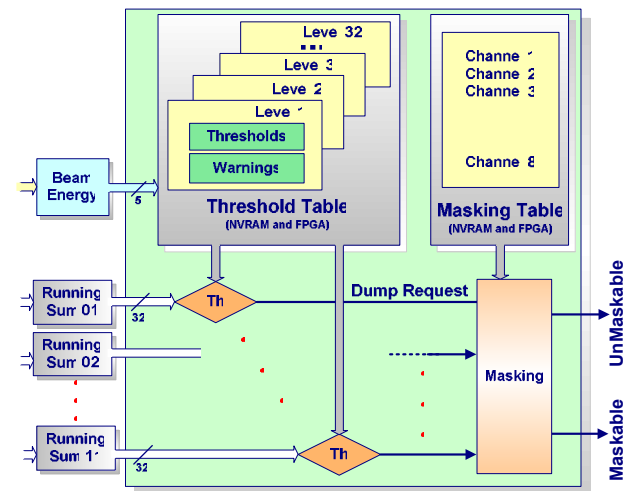 Leve 32
...
Leve 3
Leve 2
Leve 1
Thresholds
Warnings
Threshold Table
(NVRAM and FPGA)
Channe 1
Channe 2
Channe 3
Channe 8
Masking Table
(NVRAM and FPGA)
Beam
Energy
5
Running
Sum 01
32
Th
Dump Request
Running
Sum 02
Masking
Running
Sum 11
32
Th
UnMaskable
Maskable